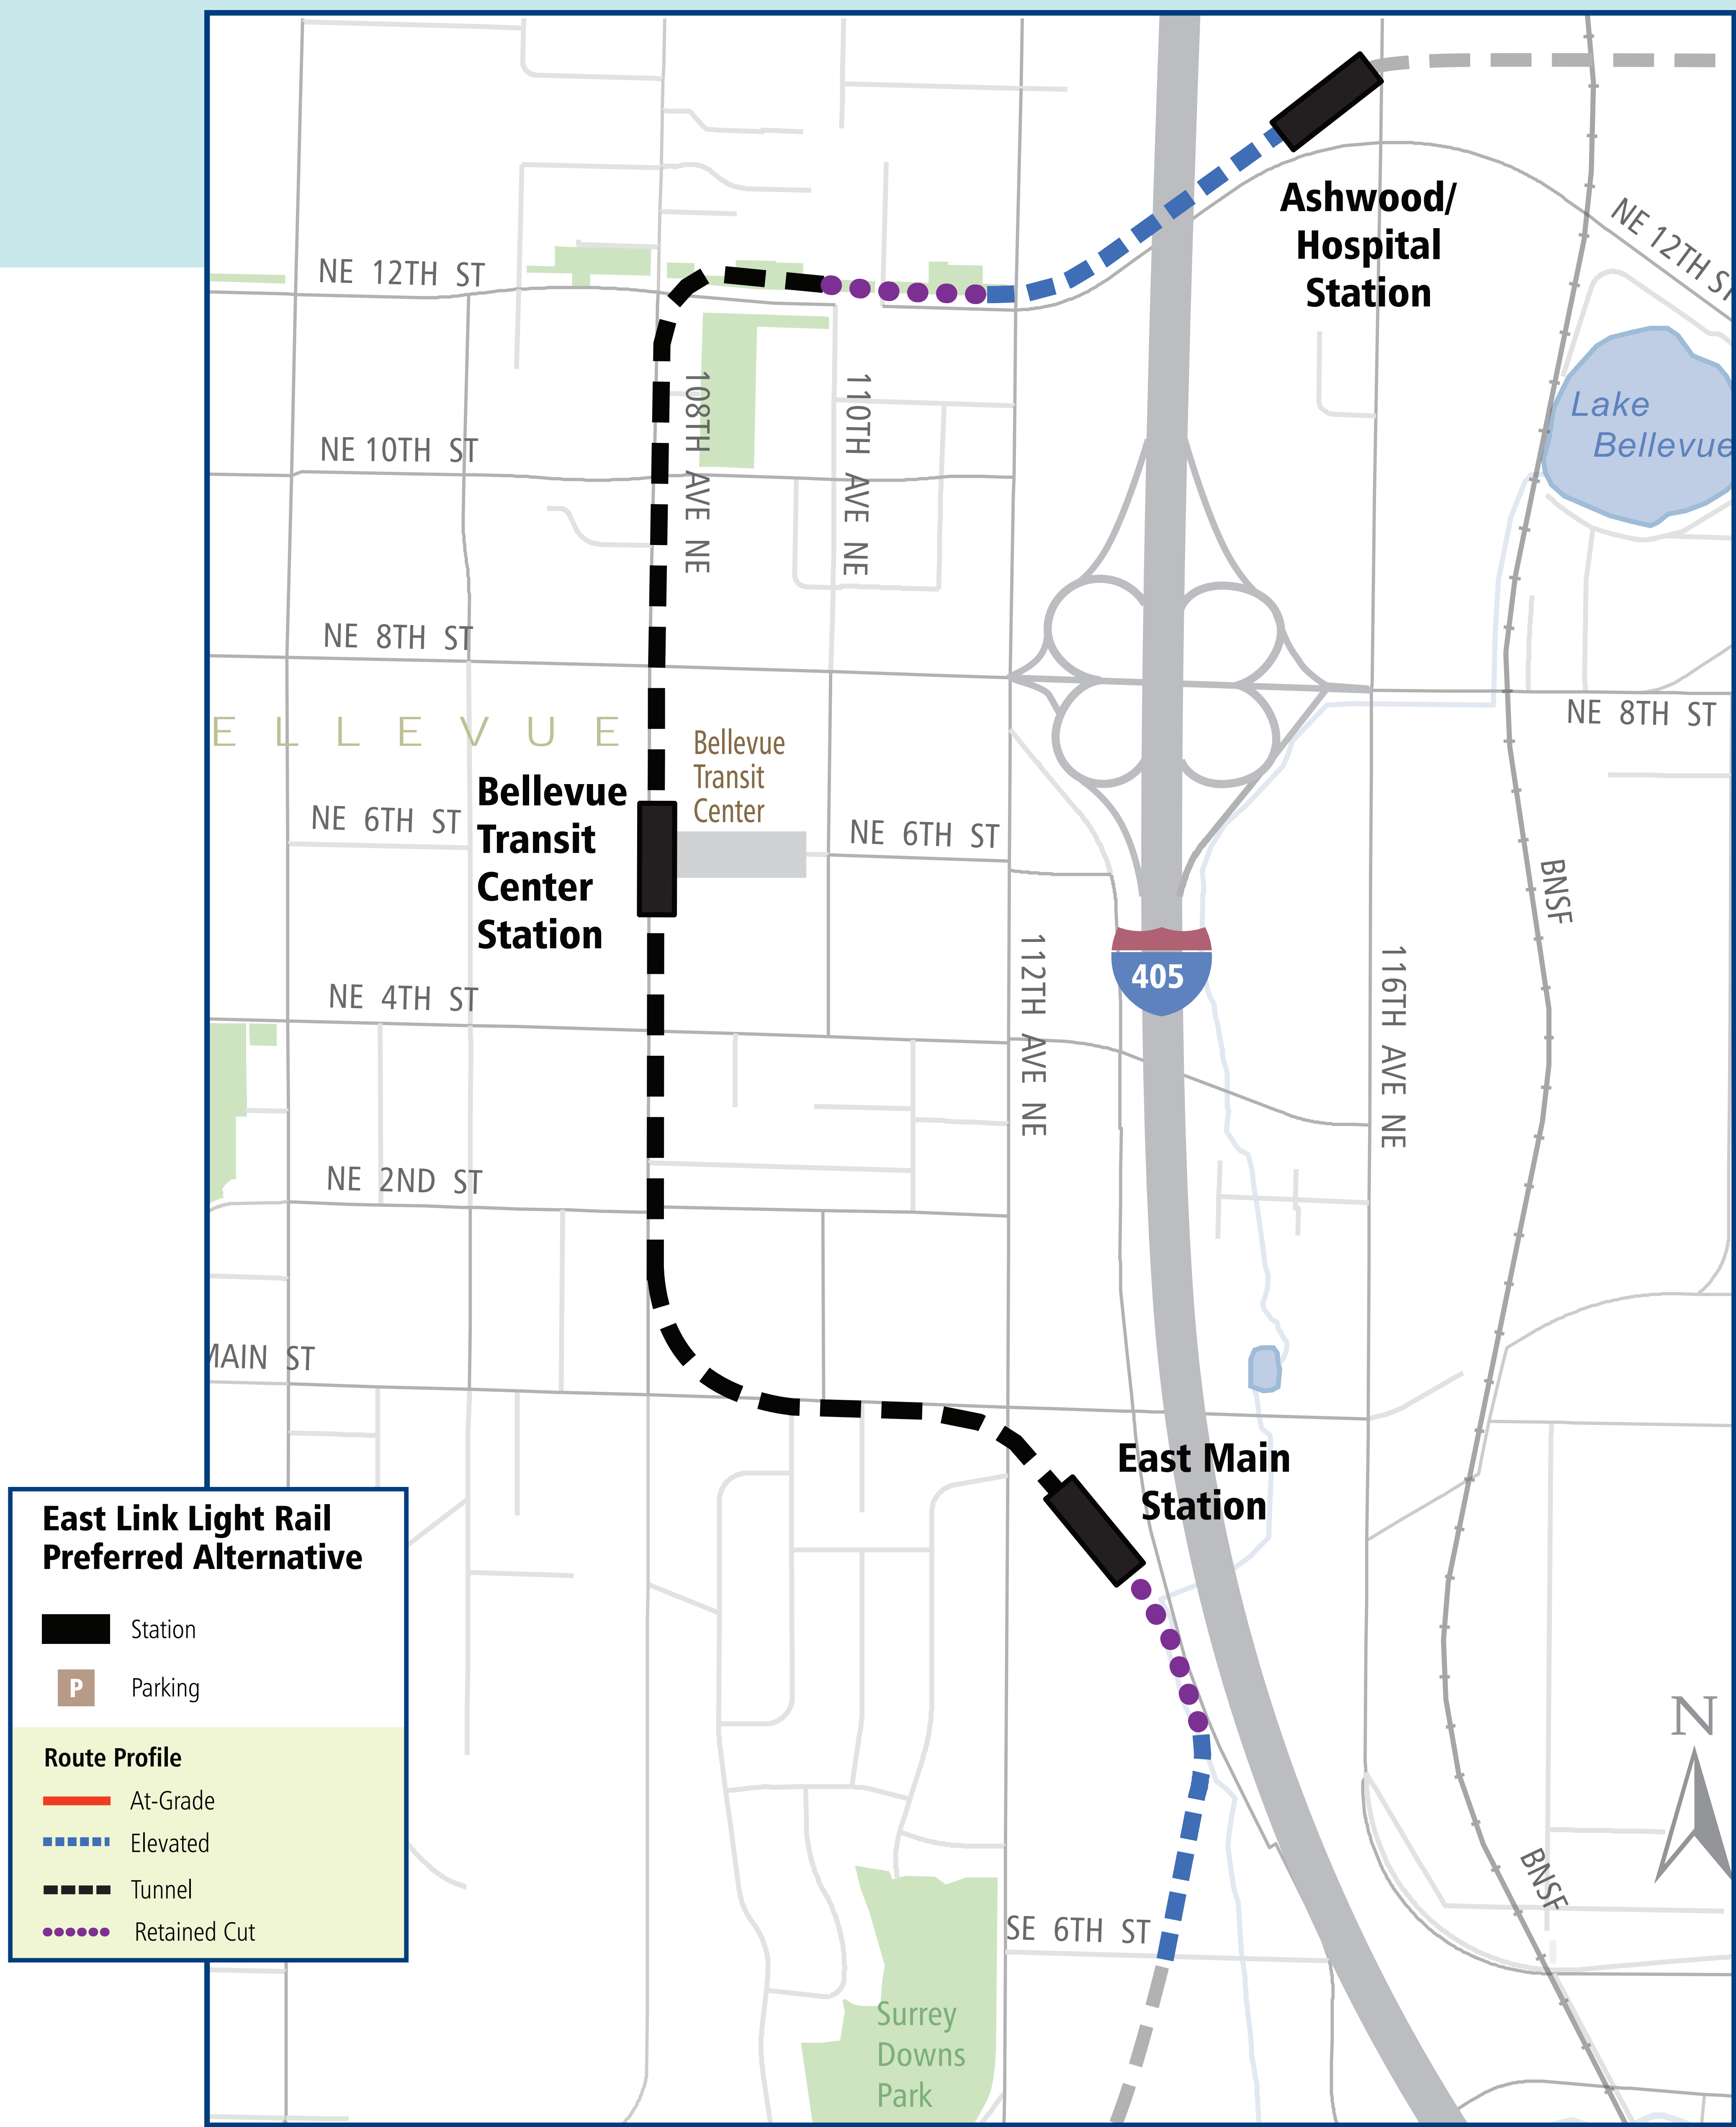 Ashwood/
Hospital
Station
NE 12TH ST
NE 12TH ST
108TH AVE NE
110TH AVE NE
Lake
Bellevue
NE 10TH ST
NE 8TH ST
NE 8TH ST
ELLEVUE
Bellevue
Transit
Center
Bellevue
Transit
Center
Station
NE 6TH ST
NE 6TH ST
BNSF
405
112TH AVE NE
116TH AVE NE
NE 4TH ST
NE 2ND ST
MAIN ST
East Main
Station
East Link Light Rail
Preferred Alternative
Station
P Parking
Route Profile
At-Grade
Elevated
Tunnel
Retained Cut
N
BNSF
SE 6TH ST
Surrey
Downs
Park